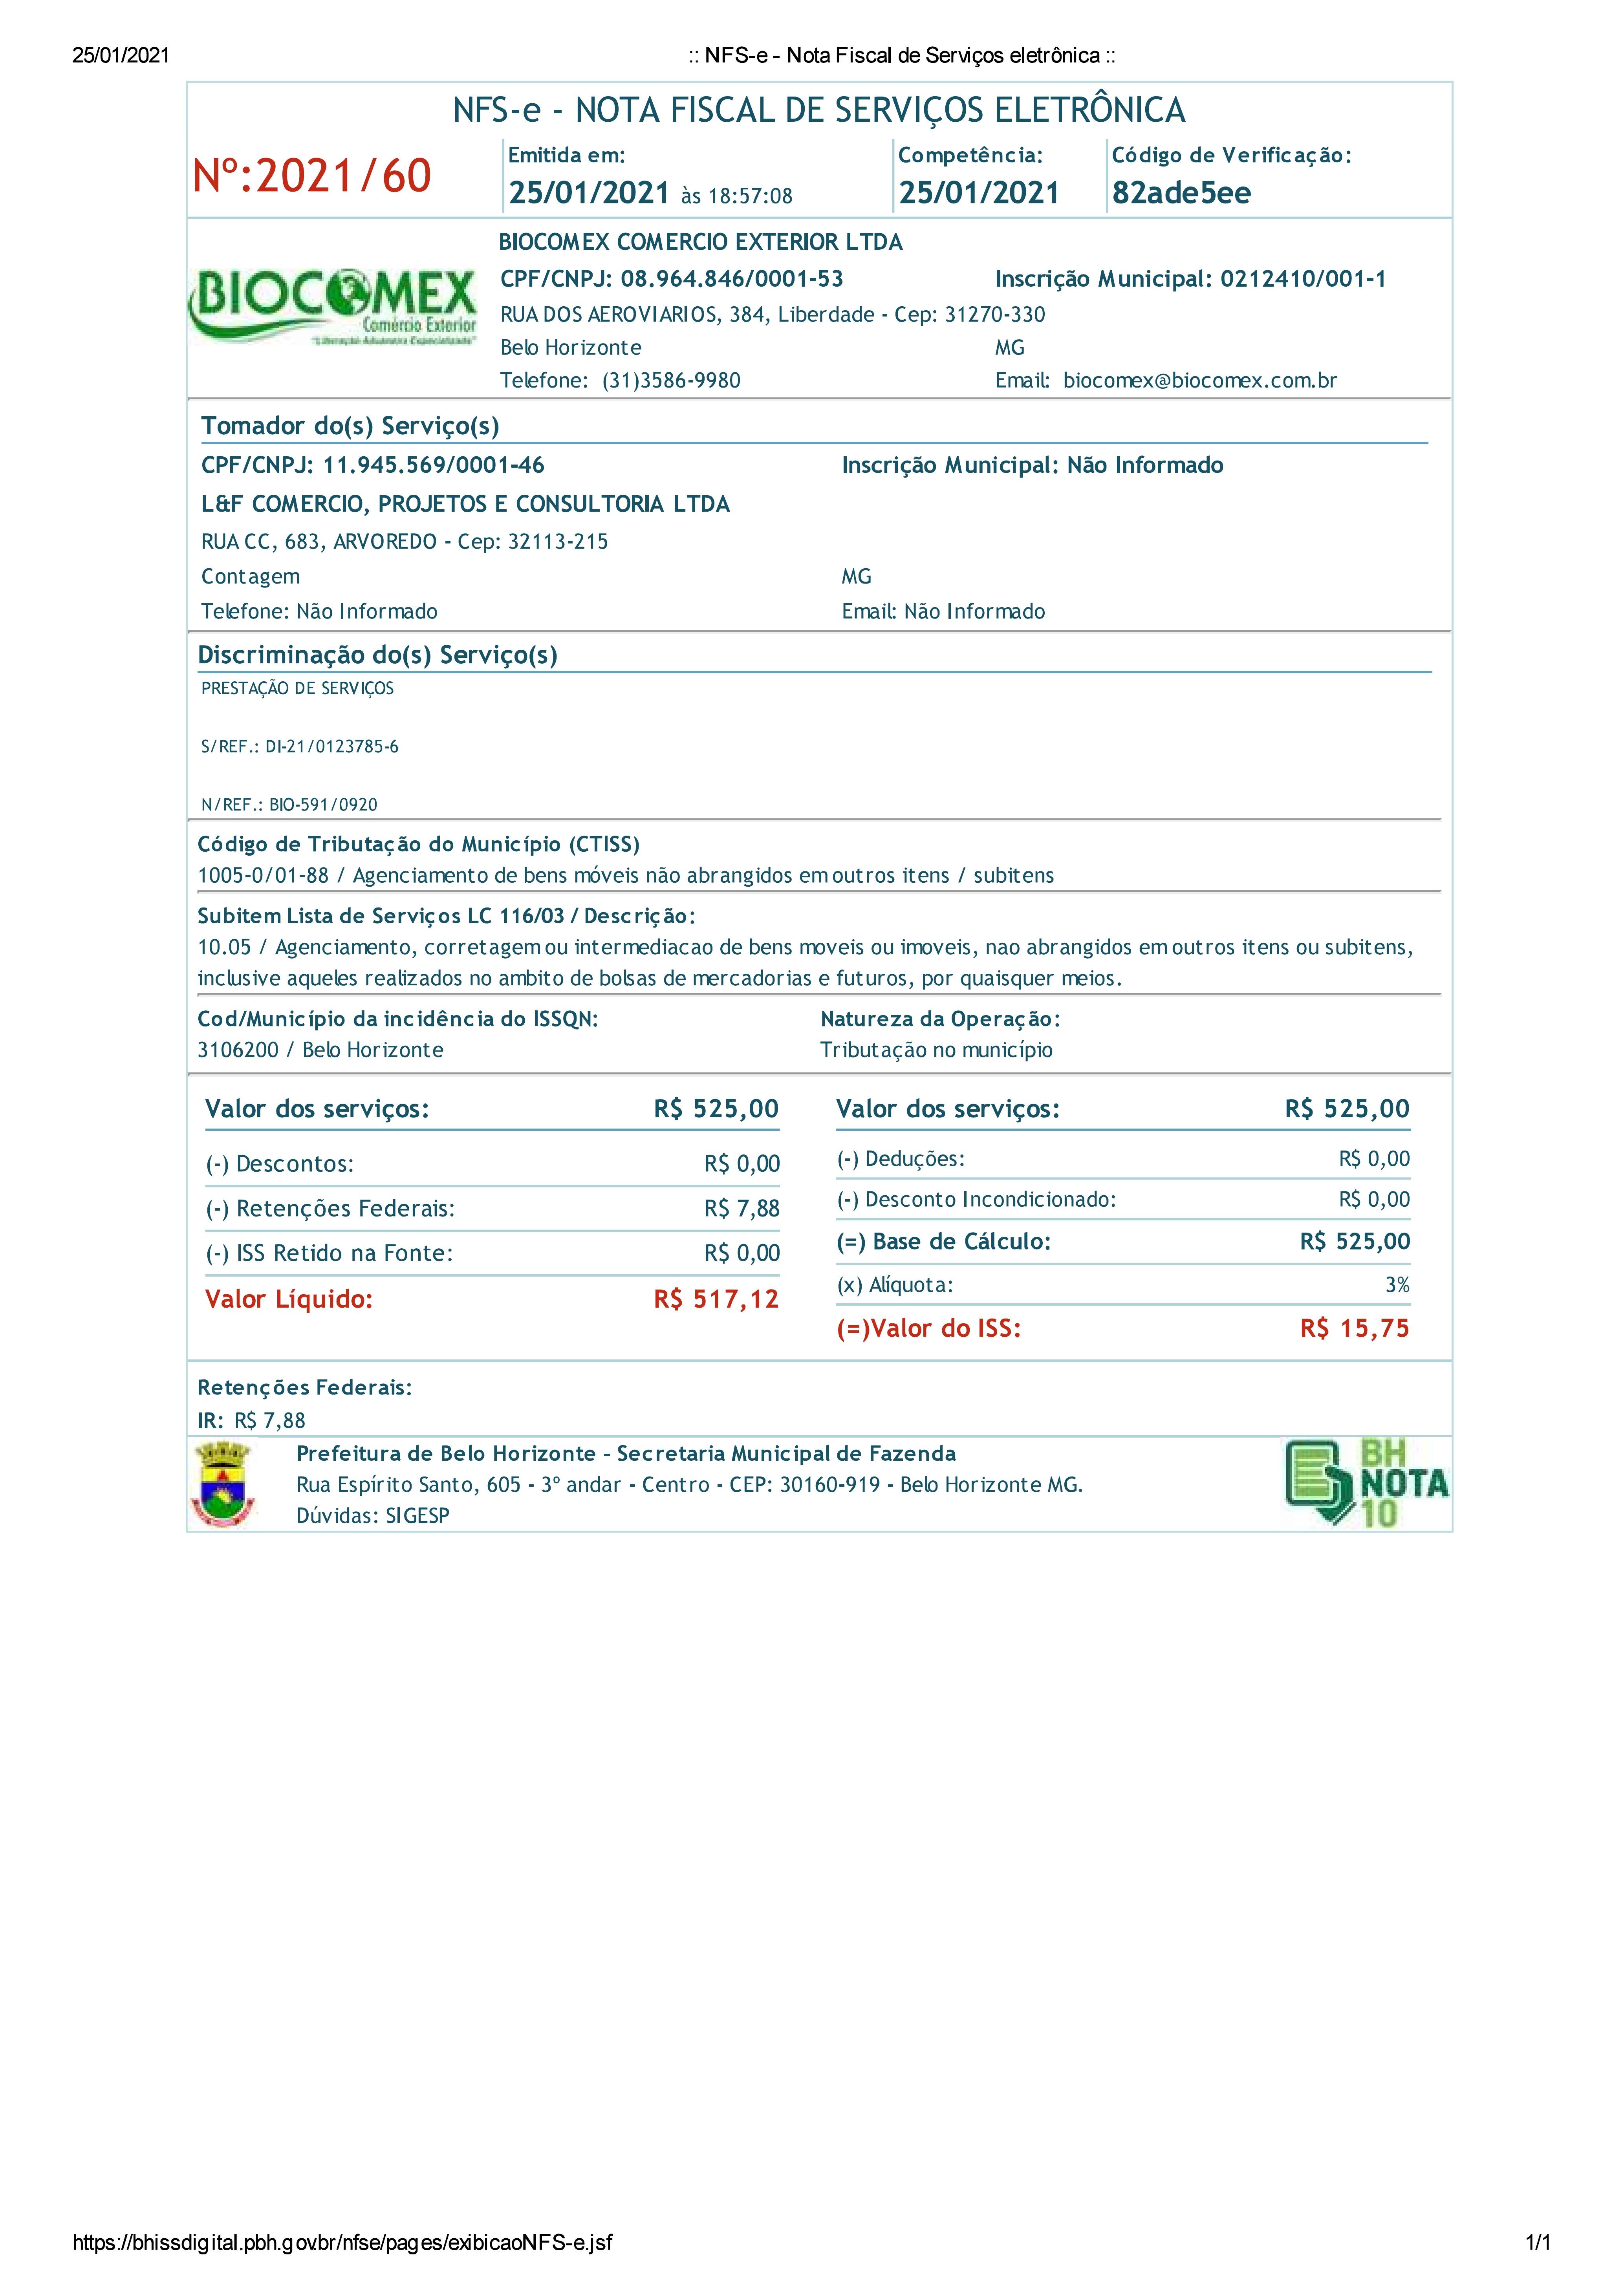 25/01/2021 :: NFS-e - Nota Fiscal de Serviços eletrônica ::
NFS-e - NOTA FISCAL DE SERVIÇOS ELETRÔNICA
Nº:2021/60
Emitida em: Competência: Código de Verificação:
25/01/2021 às 18:57:08 25/01/2021 82ade5ee
BIOCOMEX
Comércio Exterior
"Liberação Aduaneira Especializada"
BIOCOMEX COMERCIO EXTERIOR LTDA
CPF/CNPJ: 08.964.846/0001-53 Inscrição Municipal: 0212410/001-1
RUA DOS AEROVIARIOS, 384, Liberdade - Cep: 31270-330
Belo Horizonte MG
Telefone: (31)3586-9980 Email: biocomex@biocomex.com.br
Tomador do(s) Serviço(s)
CPF/CNPJ: 11.945.569/0001-46 Inscrição Municipal: Não Informado
L&F COMERCIO, PROJETOS E CONSULTORIA LTDA
RUA CC, 683, ARVOREDO - Cep: 32113-215
Contagem MG
Telefone: Não Informado Email: Não Informado
Discriminação do(s) Serviço(s)
PRESTAÇÃO DE SERVIÇOS
S/REF.: DI-21/0123785-6
N/REF.: BIO-591/0920
Código de Tributação do Município (CTISS)
1005-0/01-88 / Agenciamento de bens móveis não abrangidos em outros itens / subitens
Subitem Lista de Serviços LC 116/03 / Descrição:
10.05 / Agenciamento, corretagem ou intermediacao de bens moveis ou imoveis, nao abrangidos em outros itens ou subitens,
inclusive aqueles realizados no ambito de bolsas de mercadorias e futuros, por quaisquer meios.
Cod/Município da incidência do ISSQN: Natureza da Operação:
3106200 / Belo Horizonte Tributação no município
Valor dos serviços: R$ 525,00
(-) Descontos: R$ 0,00
(-) Retenções Federais: R$ 7,88
(-) ISS Retido na Fonte: R$ 0,00
Valor Líquido: R$ 517,12
Valor dos serviços: R$ 525,00
(-) Deduções: R$ 0,00
(-) Desconto Incondicionado: R$ 0,00
(=) Base de Cálculo: R$ 525,00
(x) Alíquota: 3%
(=)Valor do ISS: R$ 15,75
Retenções Federais:
IR: R$ 7,88
Prefeitura de Belo Horizonte - Secretaria Municipal de Fazenda
Rua Espírito Santo, 605 - 3º andar - Centro - CEP: 30160-919 - Belo Horizonte MG.
Dúvidas: SIGESP
BH
NOTA
10
https://bhissdigital.pbh.gov.br/nfse/pages/exibicaoNFS-e.jsf 1/1